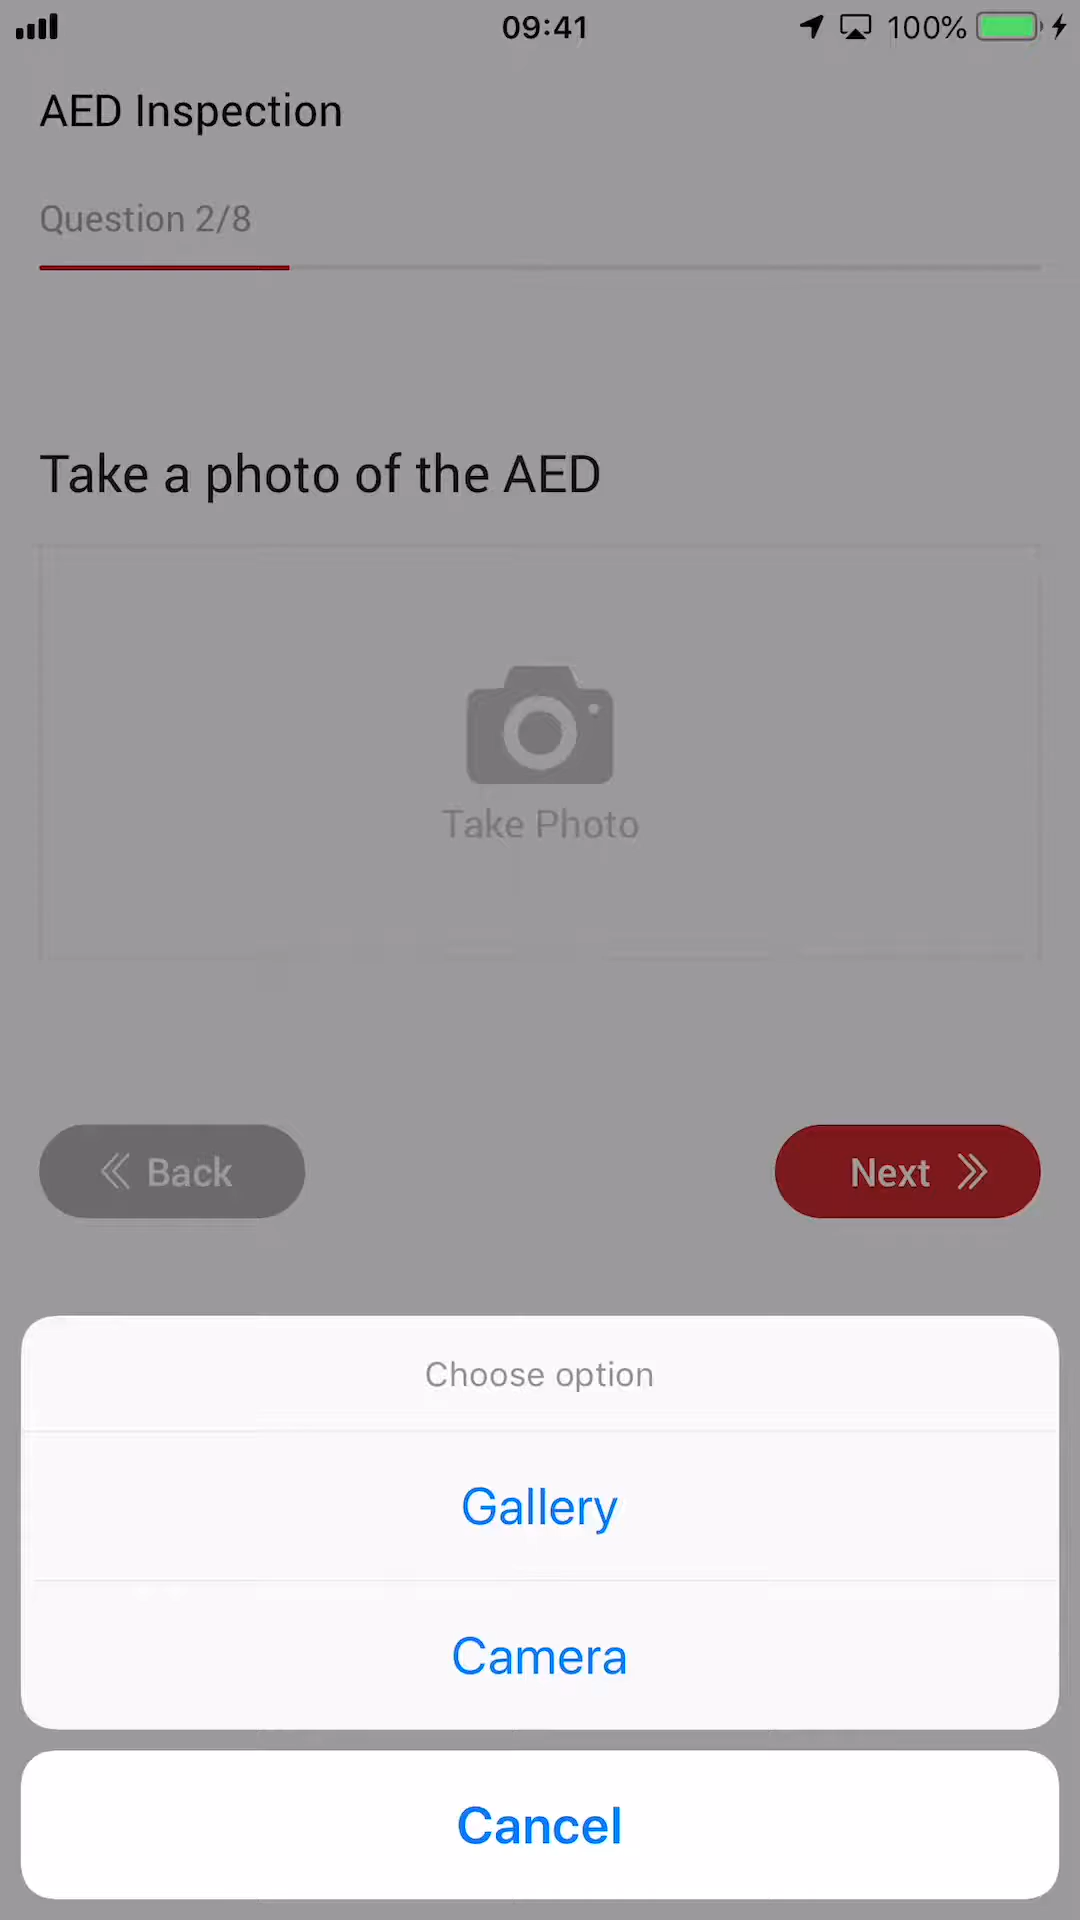 09:41
100%
AED Inspection
Question 2/8
Take a photo of the AED
Take Photo
Back
Next
Choose option
Gallery
Camera
Cancel